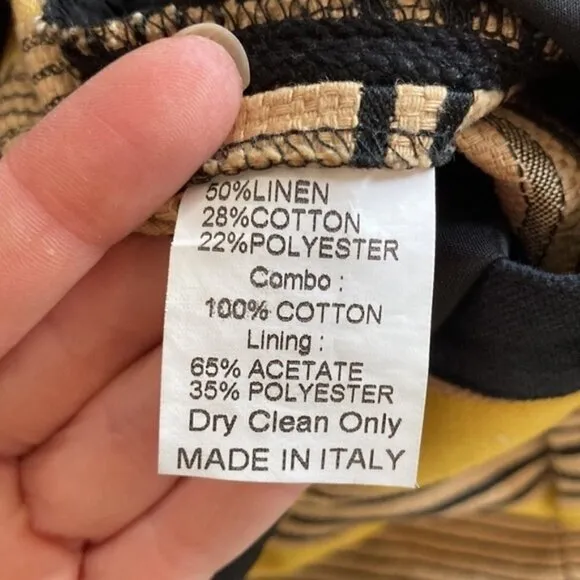 50%LINEN
28%COTTON
22%POLYESTER
Combo :
100% COTTON
Lining :
65% ACETATE
35% POLYESTER
Dry Clean Only
MADE IN ITALY